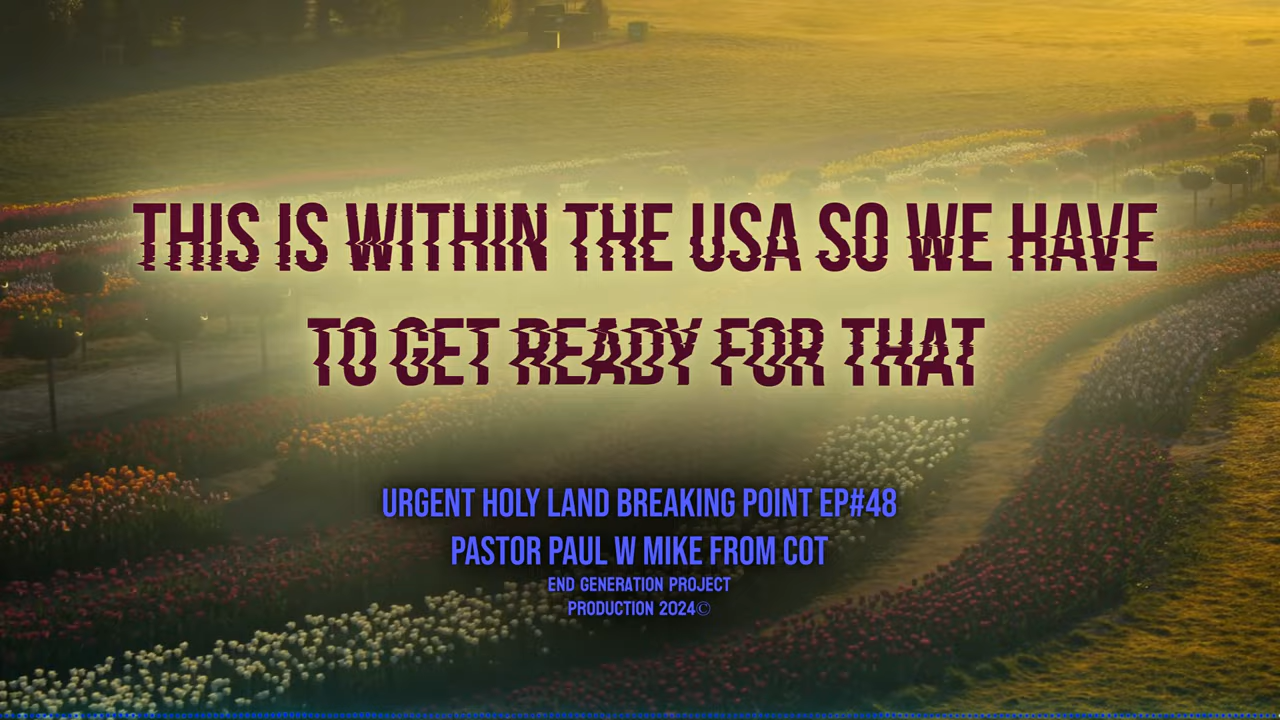 THIS IS WITHIN THE USA SO WE HAVE
TO GET READY FOR THAT
URGENT HOLY LAND BREAKING POINT EP#48
PASTOR PAUL W MIKE FROM COT
END GENERATION PROJECT
PRODUCTION 2024©